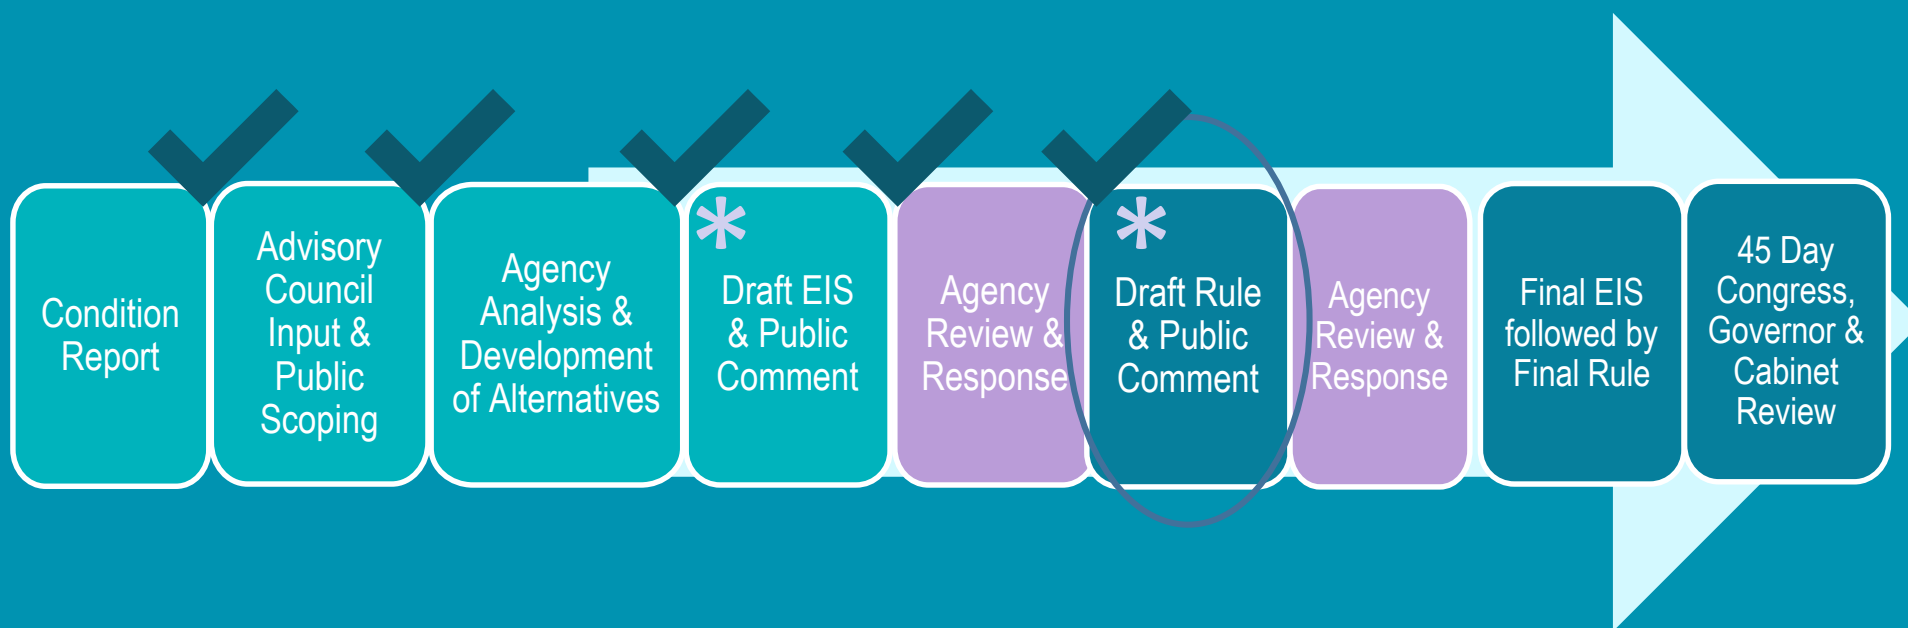 Condition
Report
Advisory
Council
Input &
Public
Scoping
Agency
Analysis &
Development
of Alternatives
*
Draft EIS
& Public
Comment
Agency
Review &
Response
*
Draft Rule
& Public
Comment
Agency
Review &
Response
Final EIS
followed by
Final Rule
45 Day
Congress,
Governor &
Cabinet
Review